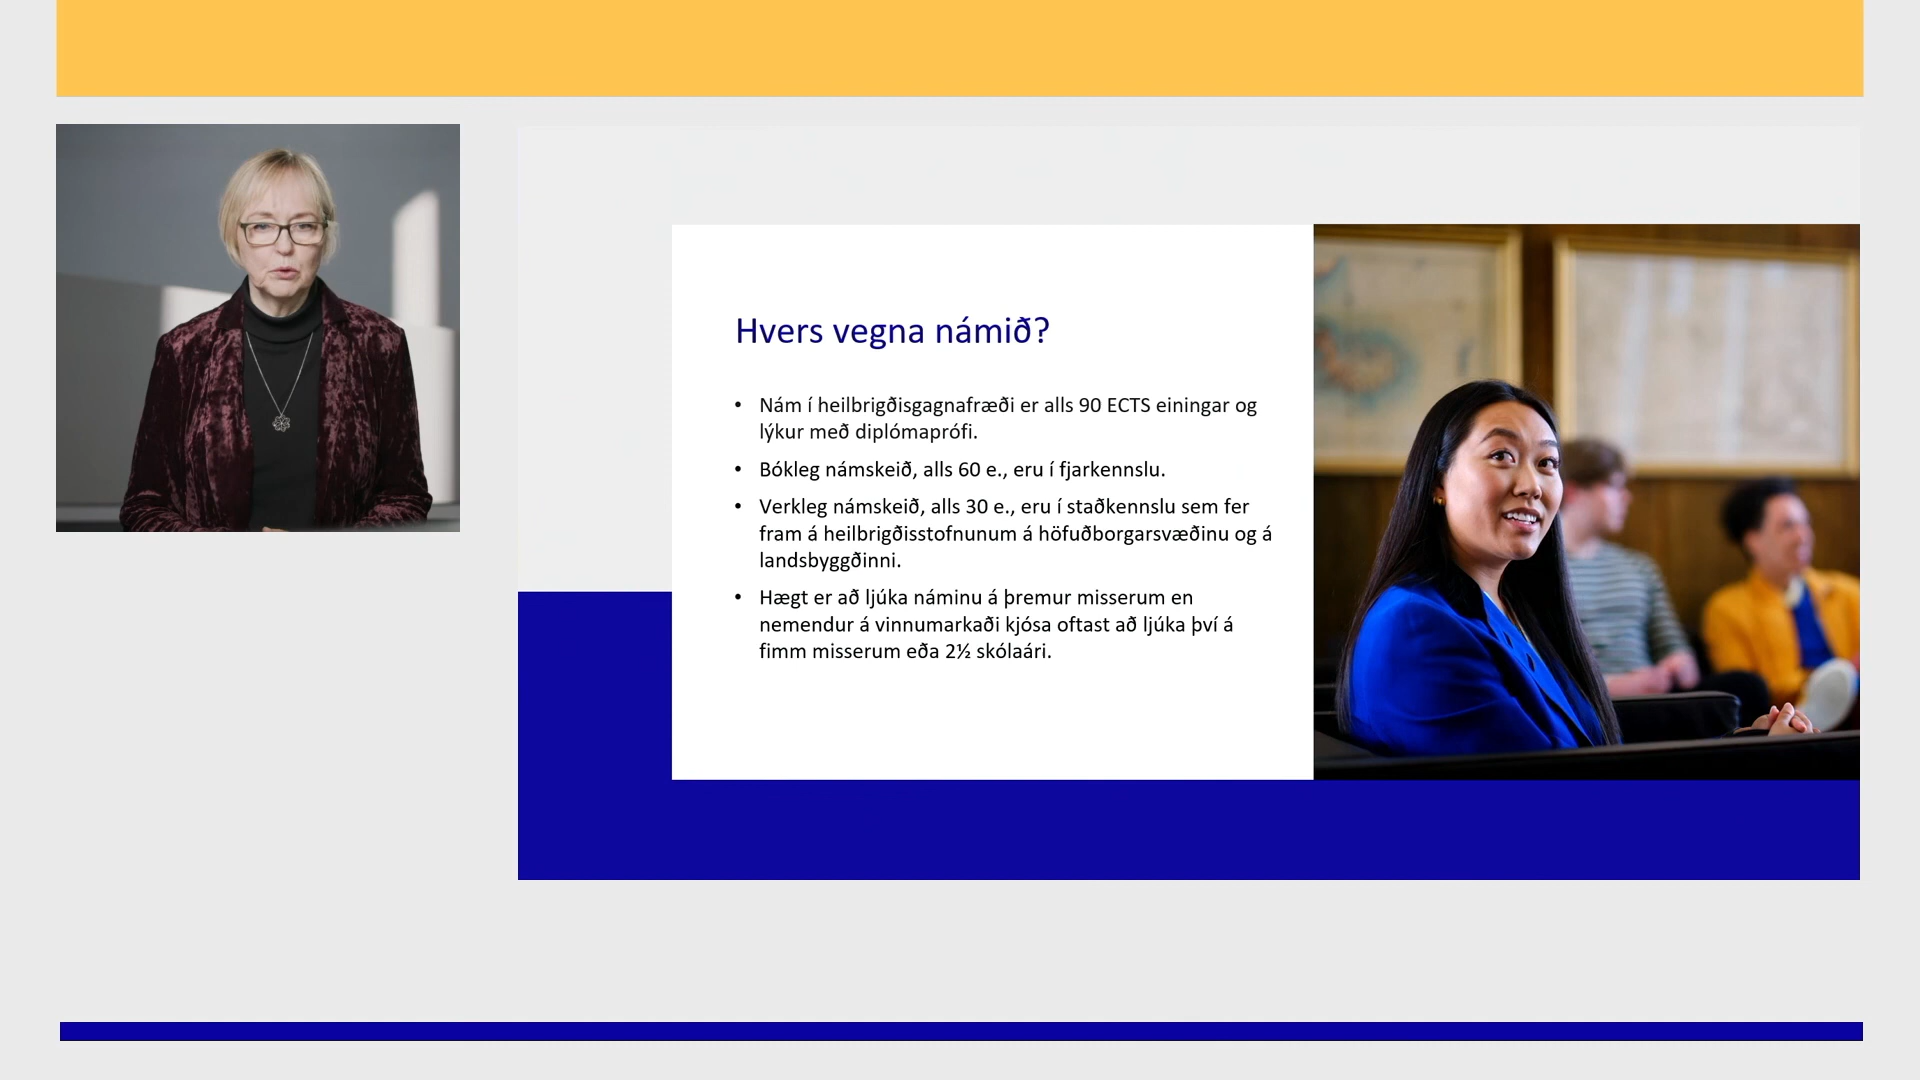 Hvers vegna námið?
• Nám í heilbrigðisgagnafræði er alls 90 ECTS einingar og
lýkur með diplómaprófi.
• Bókleg námskeið, alls 60 e., eru í fjarkennslu.
• Verkleg námskeið, alls 30 e., eru í staðkennslu sem fer
fram á heilbrigðisstofnunum á höfuðborgarsvæðinu og á
landsbyggðinni.
• Hægt er að ljúka náminu á þremur misserum en
nemendur á vinnumarkaði kjósa oftast að ljúka því á
fimm misserum eða 2½ skólaári.